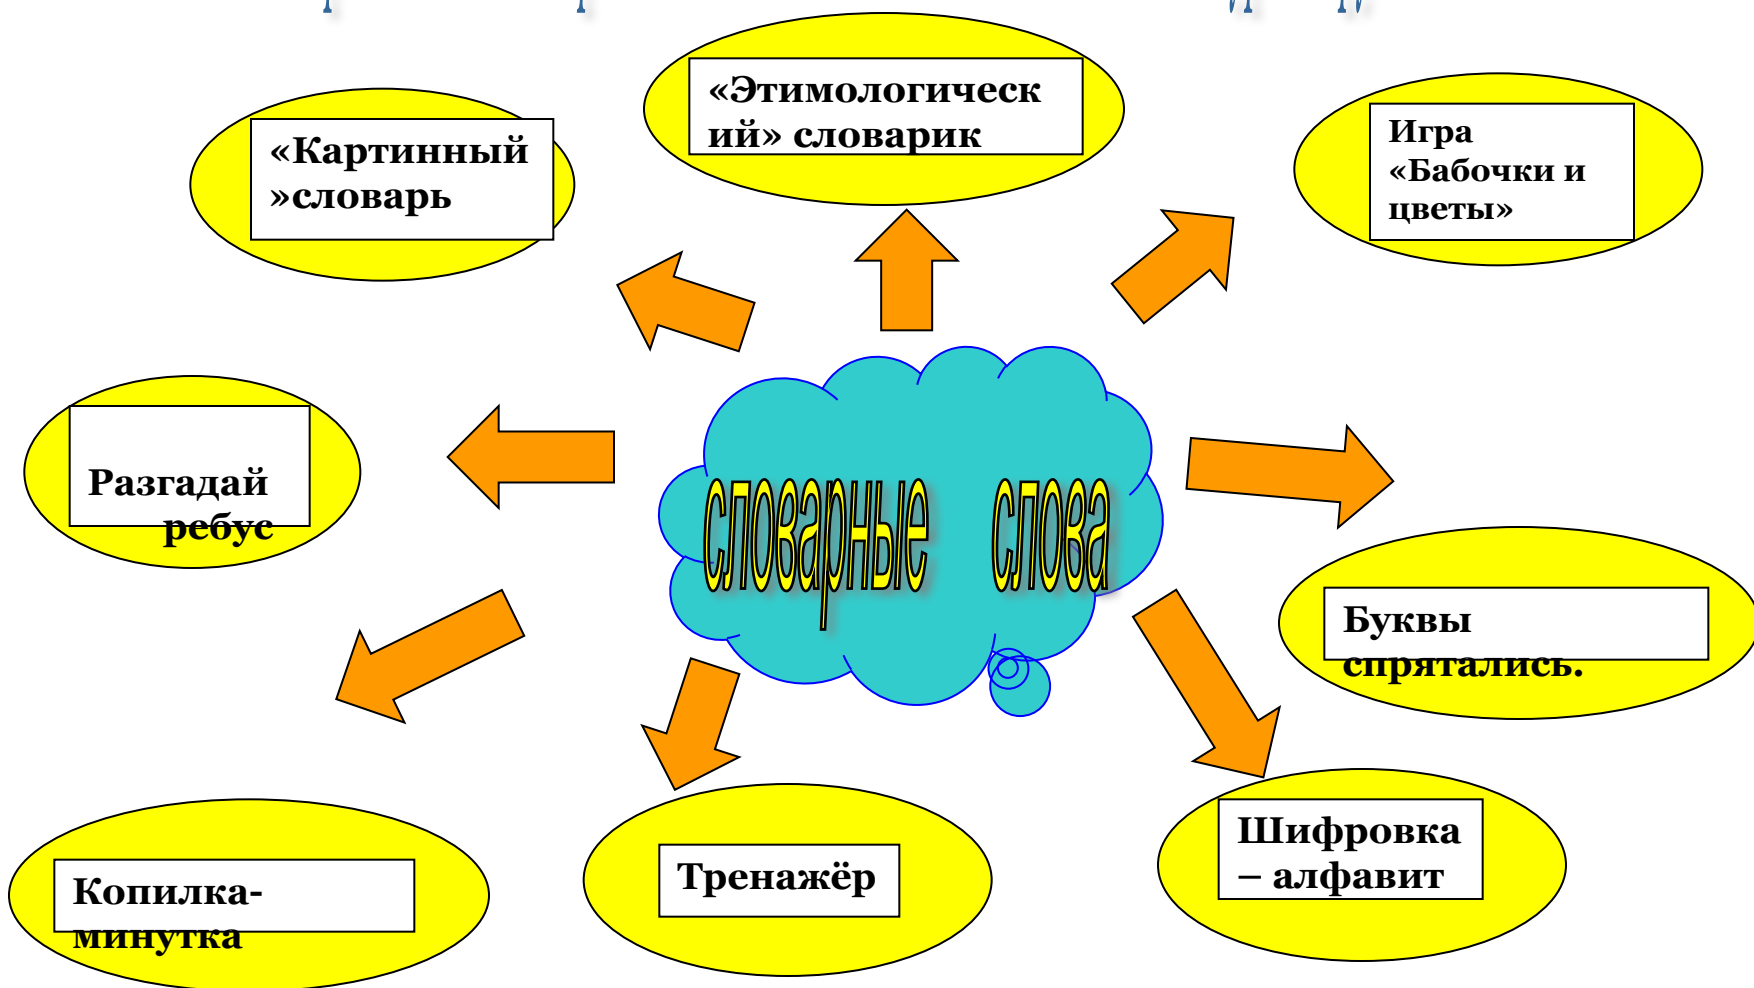 «Этимологическ
ий» словарик
«Картинный
»словарь
Игра
«Бабочки и
цветы»
Разгадай
ребус
словарные слова
Буквы
спрятались.
Шифровка
– алфавит
Тренажёр
Копилка-
минутка